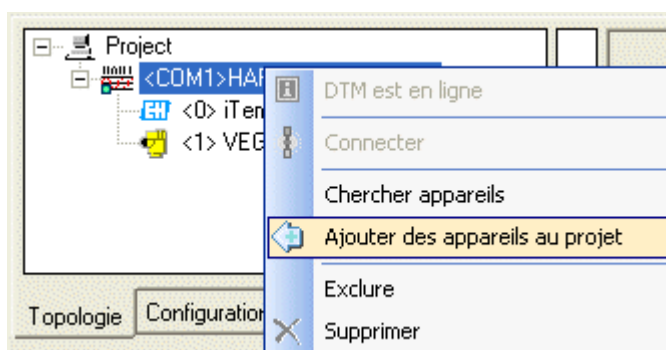 Project
<COM1>HAF
<0> iTen
<1> VEG
DTM est en ligne
Connecter
Chercher appareils
Ajouter des appareils au projet
Exclure
Supprimer
Topologie Configuration